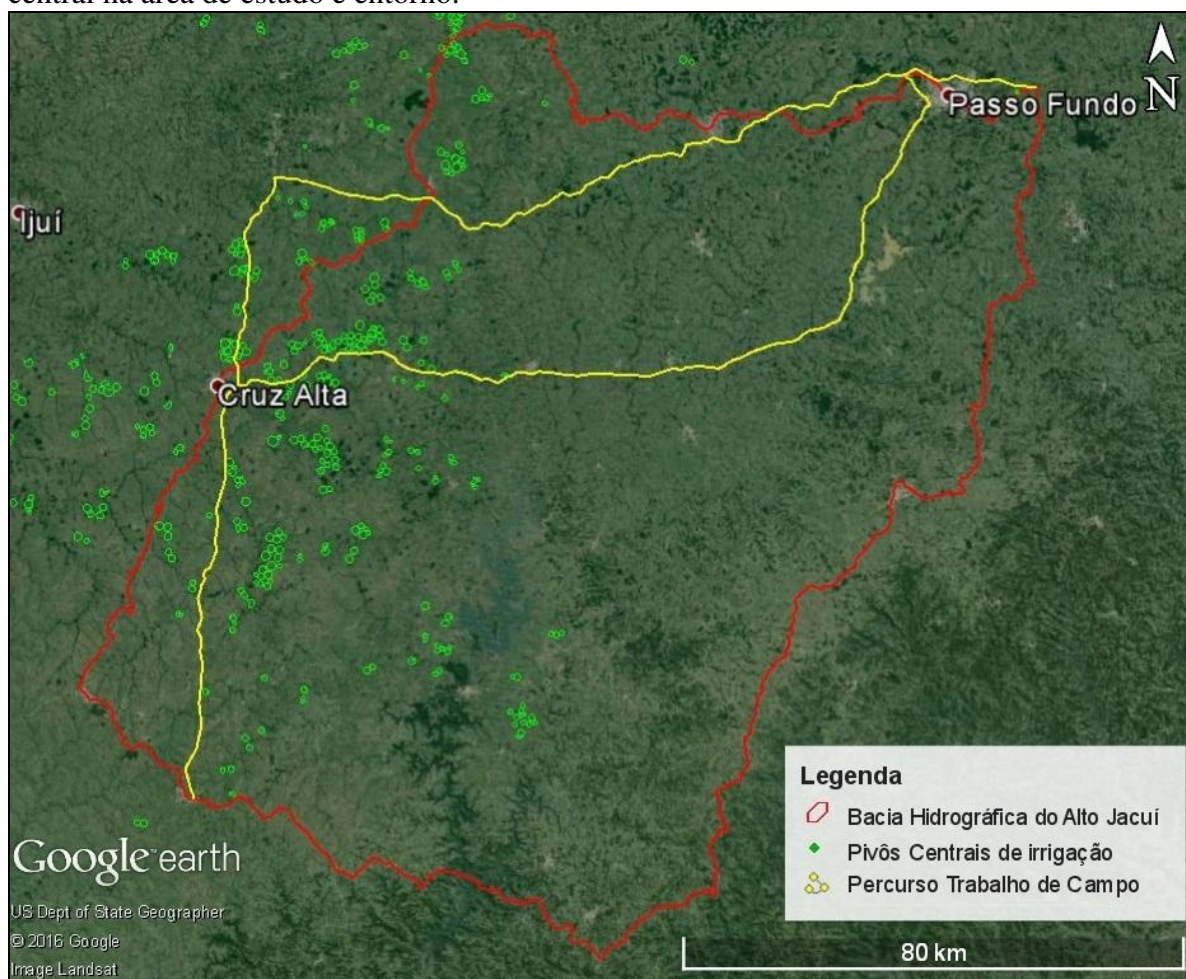 central na área de estudo e entorno.
N
Passo Fundo
Ijuí
Cruz Alta
Legenda
Bacia Hidrográfica do Alto Jacuí
Pivôs Centrais de irrigação
Percurso Trabalho de Campo
Google earth
US Dept of State Geographer
© 2016 Google
Image Landsat
80 km